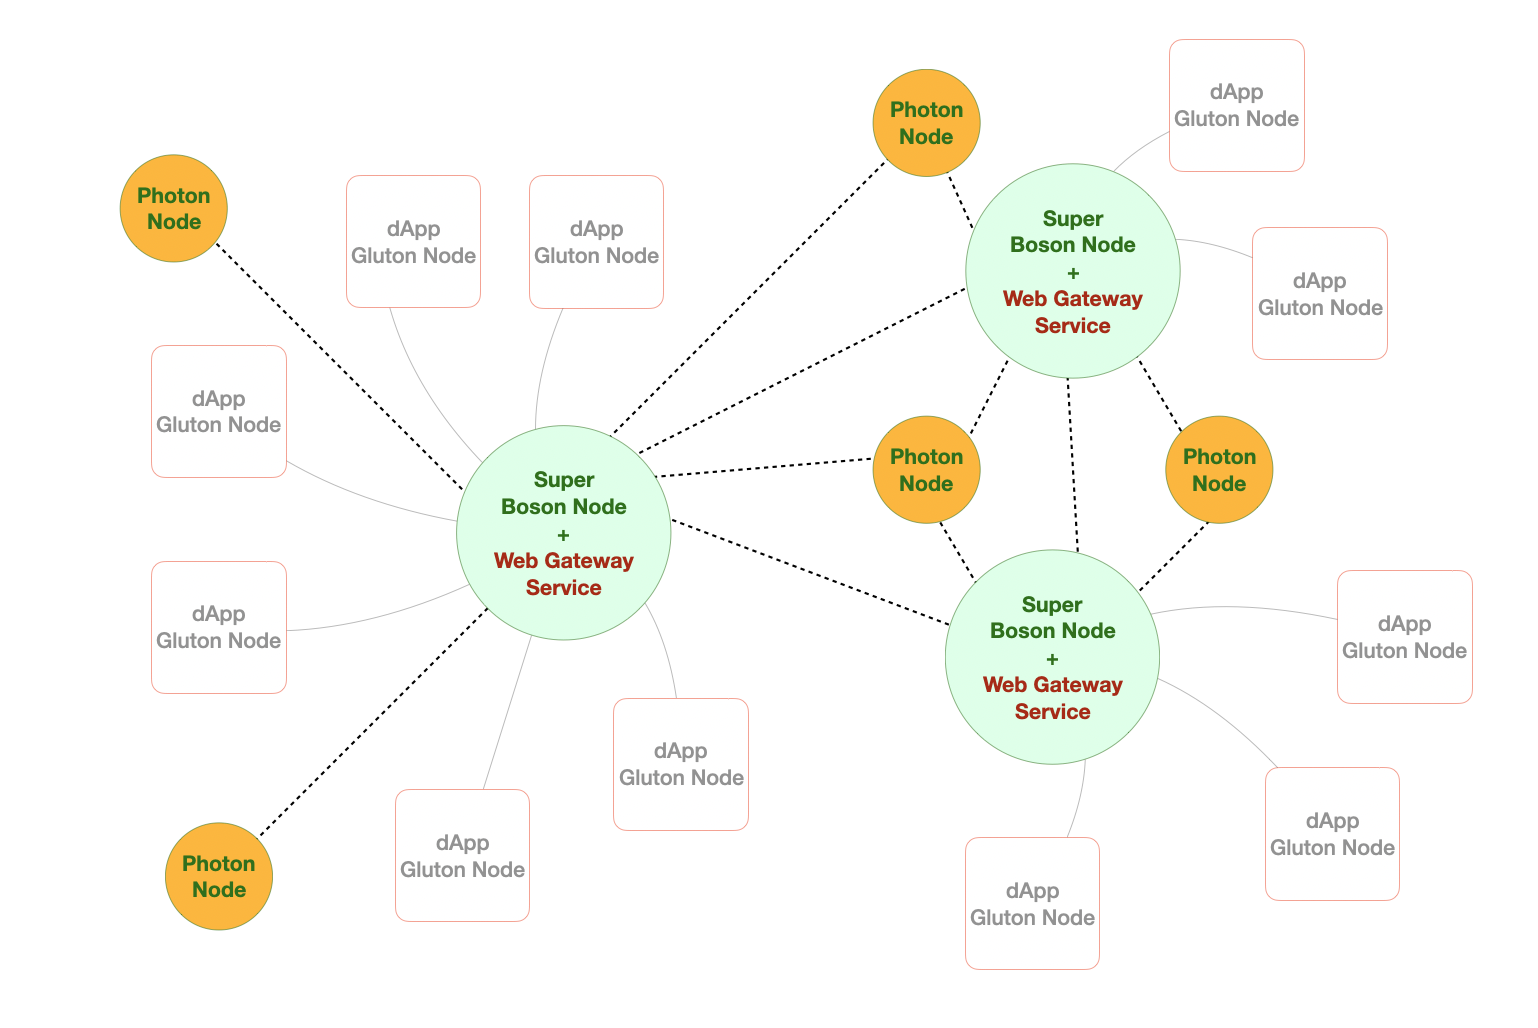 Photon
Node
dApp
Gluton Node
Photon
Node
dApp
Gluton Node
dApp
Gluton Node
Super
Boson Node
+
Web Gateway
Service
dApp
Gluton Node
dApp
Gluton Node
Photon
Node
Photon
Node
Super
Boson Node
+
Web Gateway
Service
dApp
Gluton Node
Super
Boson Node
+
Web Gateway
Service
dApp
Gluton Node
dApp
Gluton Node
dApp
Gluton Node
dApp
Gluton Node
dApp
Gluton Node
Photon
Node
dApp
Gluton Node